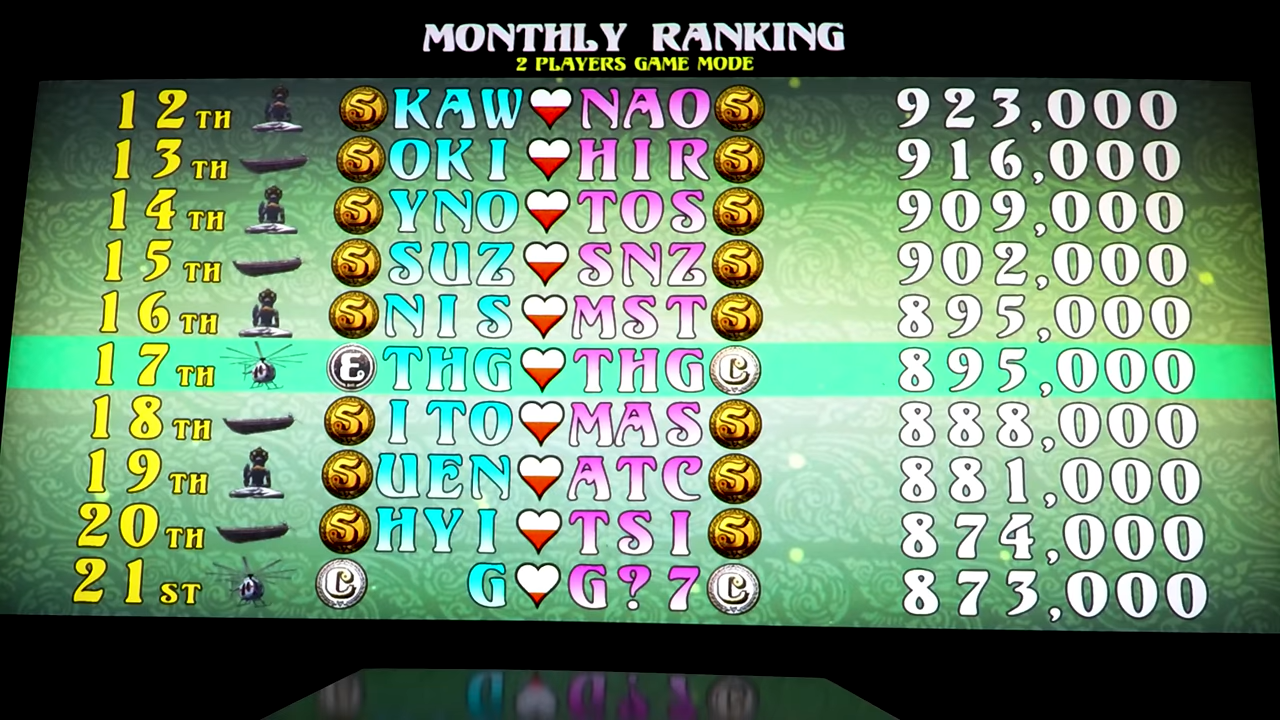 MONTHLY RANKING
2 PLAYERS GAME MODE
12TH S KAW NAO S 923,000
13TH S OKI HIR S 916,000
14TH S YNO TOS S 909,000
15TH S SUZ SNZ S 902,000
16TH S NIS MST S 895,000
17TH E THG THG C 895,000
18TH S ITO MAS S 888,000
19TH S UEN ATC S 881,000
20TH S HYI TSI S 874,000
21ST C G G?7 C 873,000